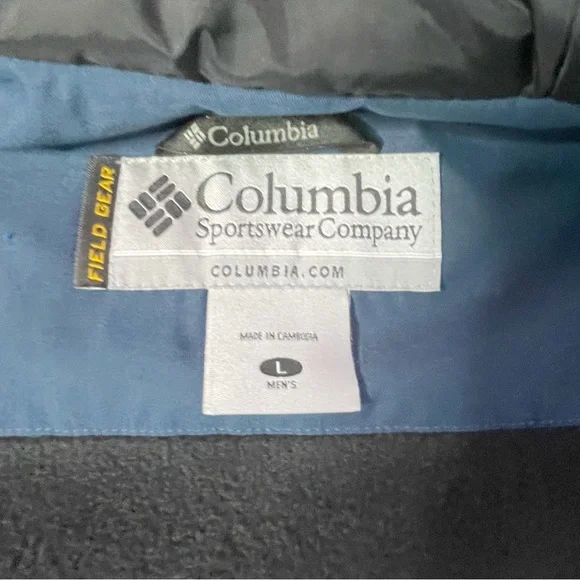 Columbia
FIELD GEAR
Columbia
Sportswear Company
COLUMBIA.COM
MADE IN CAMBODIA
L
MEN'S